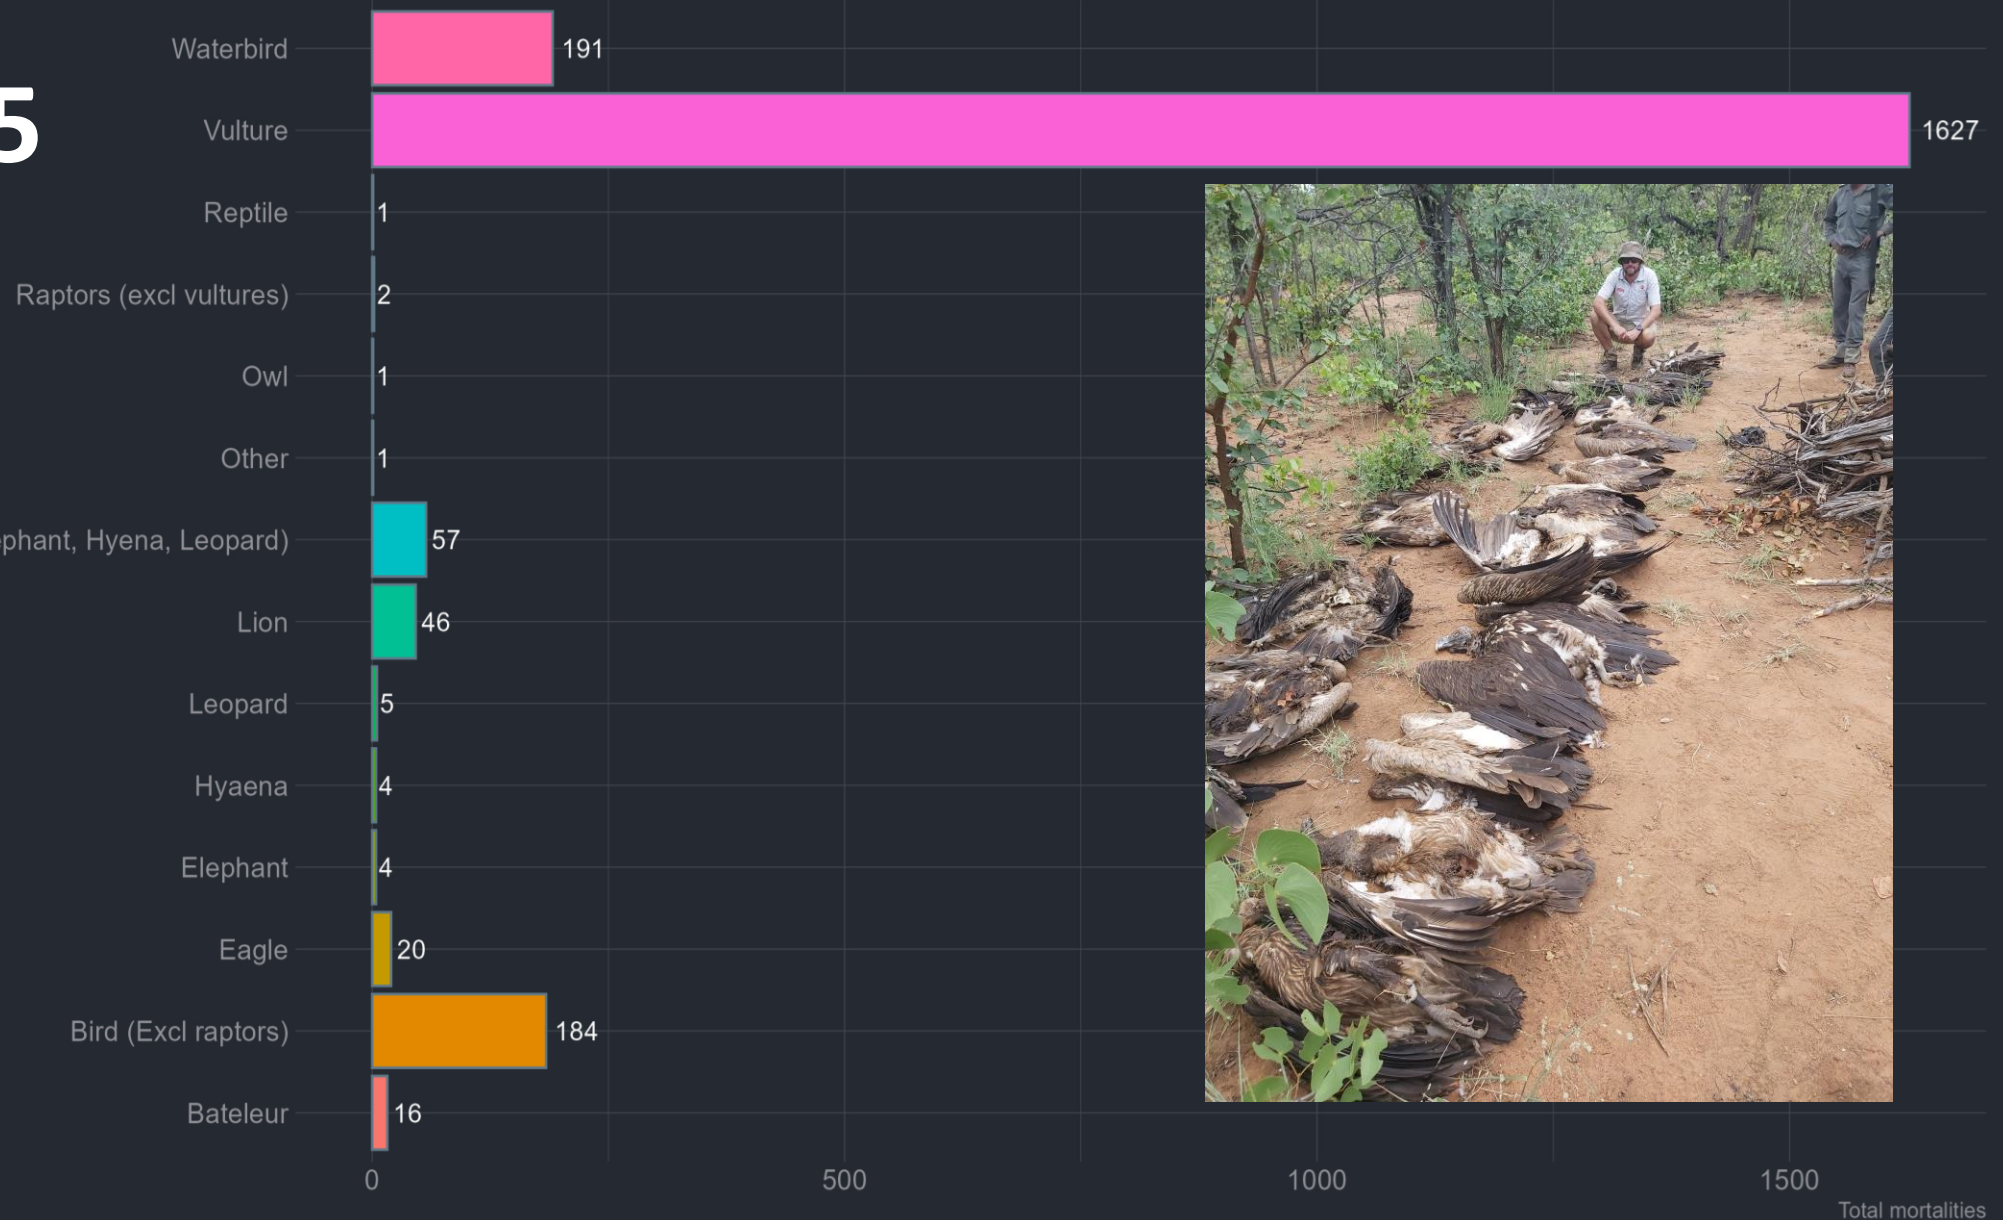 Waterbird 191
5
Vulture 1627
Reptile 1
Raptors (excl vultures) 2
Owl 1
Other 1
phant, Hyena, Leopard) 57
Lion 46
Leopard 5
Hyaena 4
Elephant 4
Eagle 20
Bird (Excl raptors) 184
Bateleur 16
0 500 1000 1500
Total mortalities